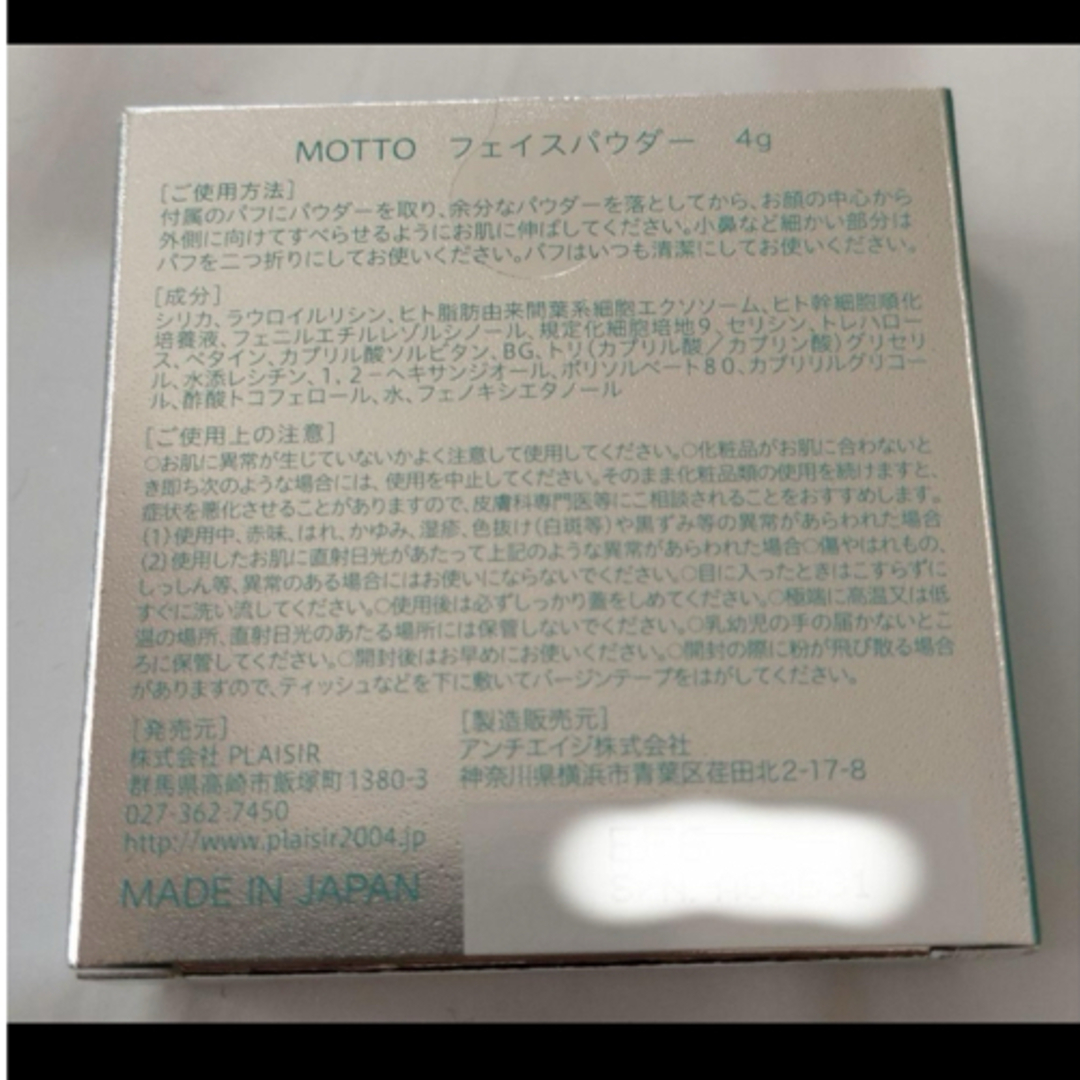 MOTTO フェイスパウダー 4g
[ご使用方法]
付属のパフにパウダーを取り、余分なパウダーを落としてから、お顔の中心から
外側に向けてすべらせるようにお肌に伸ばしてください。小鼻など細かい部分は
パフを二つ折りにしてお使いください。パフはいつも清潔にしてお使いください。
[成分]
シリカ、ラウロイルリシン、ヒト脂肪由来間葉系細胞エクソソーム、ヒト幹細胞順化
培養液、フェニルエチルレゾルシノール、規定化細胞培地9、セリシン、トレハロー
ス、ベタイン、カプリル酸ソルビタン、BG、トリ(カプリル酸／カプリン酸)グリセリ
ル、水添レシチン、1，2－ヘキサンジオール、ポリソルベート80、カプリリルグリコー
ル、酢酸トコフェロール、水、フェノキシエタノール
[ご使用上の注意]
○お肌に異常が生じていないかよく注意して使用してください。○化粧品がお肌に合わないと
き即ち次のような場合には、使用を中止してください。そのまま化粧品類の使用を続けますと、
症状を悪化させることがありますので、皮膚科専門医等にご相談されることをおすすめします。
(1)使用中、赤味、はれ、かゆみ、湿疹、色抜け(白斑等)や黒ずみ等の異常があらわれた場合
(2)使用したお肌に直射日光があたって上記のような異常があらわれた場合○傷やはれもの、
しっしん等、異常のある場合にはお使いにならないでください。○目に入ったときはこすらずに
すぐに洗い流してください。○使用後は必ずしっかり蓋をしめてください。○極端に高温又は低
温の場所、直射日光のあたる場所には保管しないでください。○乳幼児の手の届かないとこ
ろに保管してください。○開封後はお早めにお使いください。○開封の際に粉が飛び散る場合
がありますので、ティッシュなどを下に敷いてバージンテープをはがしてください。
[発売元]
株式会社 PLAISIR
群馬県高崎市飯塚町1380-3
027-362-7450
http://www.plaisir2004.jp
MADE IN JAPAN
[製造販売元]
アンチエイジ株式会社
神奈川県横浜市青葉区荏田北2-17-8